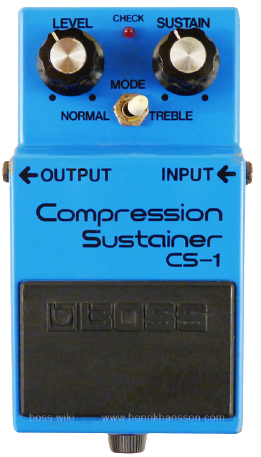 CHECK
LEVEL SUSTAIN
MODE
NORMAL TREBLE
←OUTPUT INPUT←
Compression
Sustainer
CS-1
BOSS
boss wiki www.henrikhansson.com